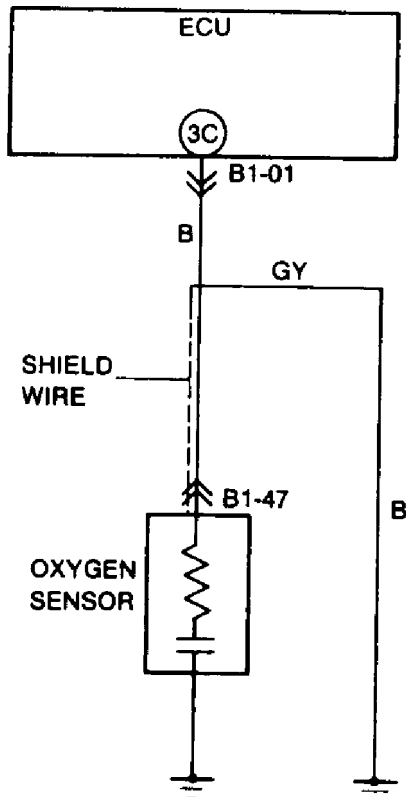 ECU
3C
B1-01
B
GY
SHIELD
WIRE
B1-47
B
OXYGEN
SENSOR